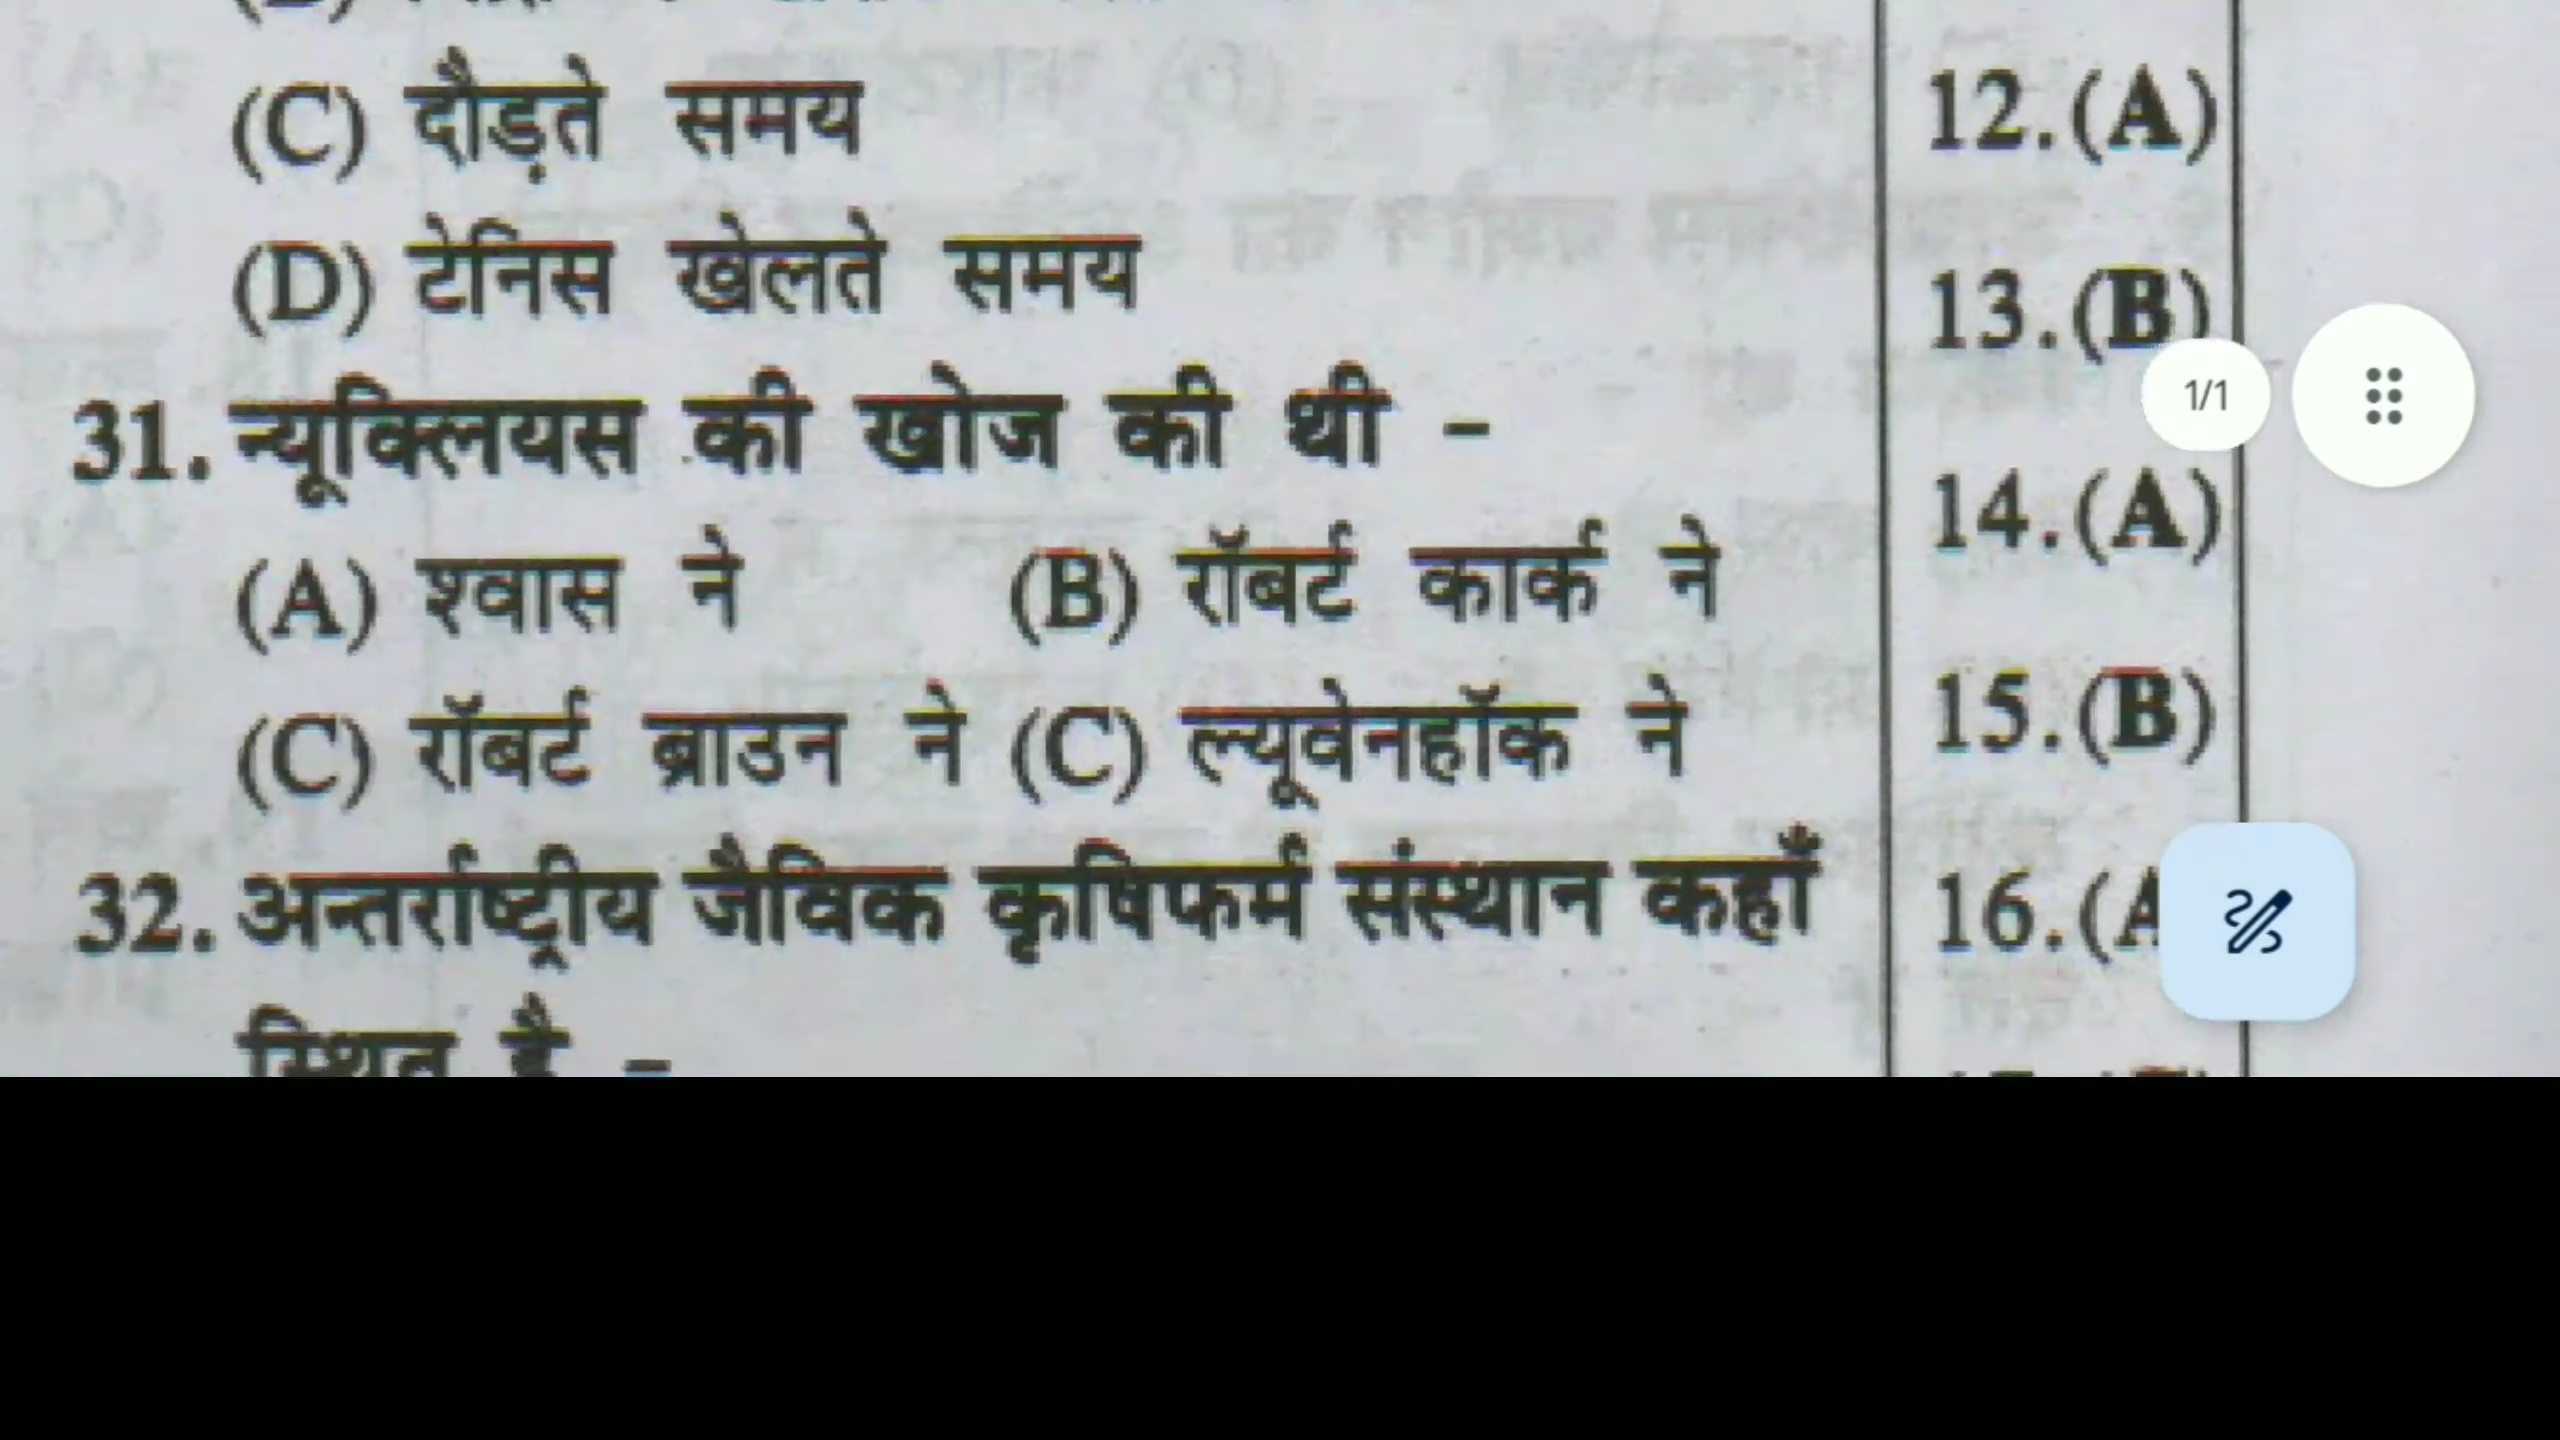 (C) दौड़ते समय
(D) टेनिस खेलते समय
31. न्यूक्लियस की खोज की थी -
(A) श्वास ने (B) रॉबर्ट कार्क ने
(C) रॉबर्ट ब्राउन ने (C) ल्यूवेनहॉक ने
32. अन्तर्राष्ट्रीय जैविक कृषिफर्म संस्थान कहाँ
स्थित है -
12.(A)
13.(B)
14.(A)
15.(B)
16.(A
1/1